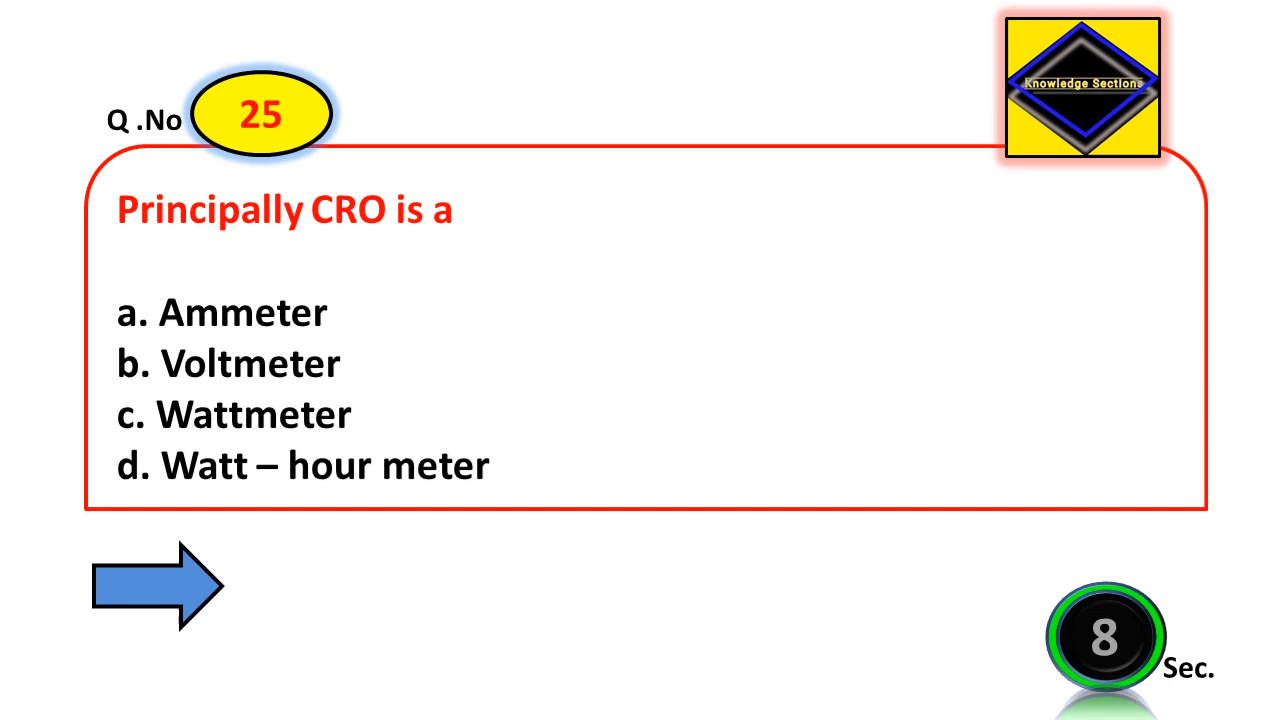 Knowledge Sections
Q .No 25
Principally CRO is a
a. Ammeter
b. Voltmeter
c. Wattmeter
d. Watt – hour meter
8 Sec.